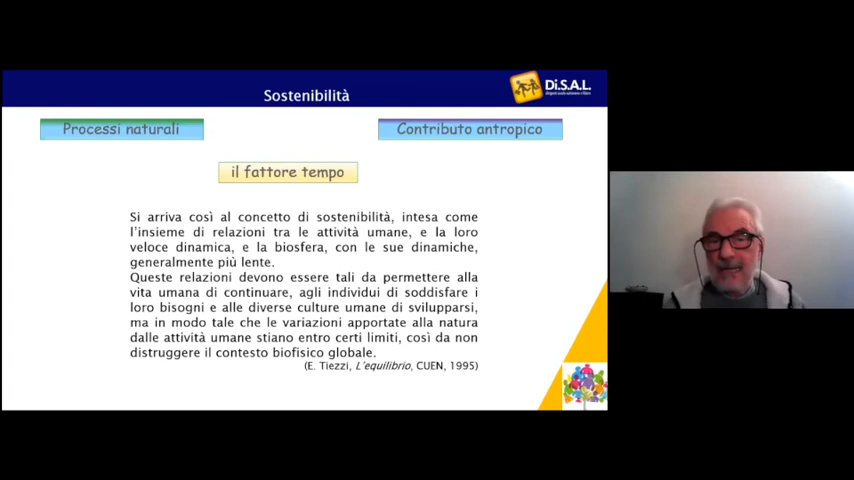 Sostenibilità
Di.S.A.L.
Processi naturali
Contributo antropico
il fattore tempo
Si arriva così al concetto di sostenibilità, intesa come
l'insieme di relazioni tra le attività umane, e la loro
veloce dinamica, e la biosfera, con le sue dinamiche,
generalmente più lente.
Queste relazioni devono essere tali da permettere alla
vita umana di continuare, agli individui di soddisfare i
loro bisogni e alle diverse culture umane di svilupparsi,
ma in modo tale che le variazioni apportate alla natura
dalle attività umane stiano entro certi limiti, così da non
distruggere il contesto biofisico globale.
(E. Tiezzi, L'equilibrio, CUEN, 1995)